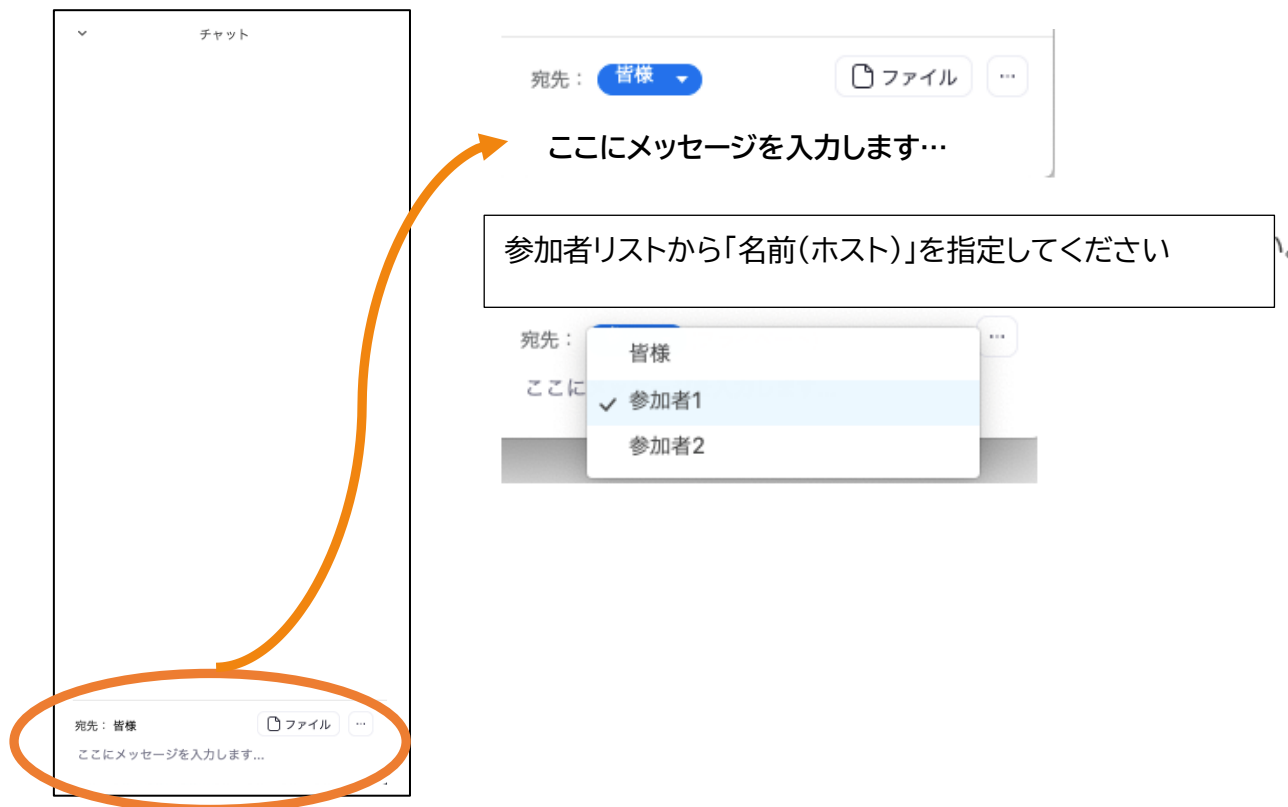 チャット
宛先： 皆様 ファイル ...
ここにメッセージを入力します...
宛先： 皆様 ファイル ...
ここにメッセージを入力します…
参加者リストから「名前(ホスト)」を指定してください
宛先： ...
ここに
皆様
参加者1
参加者2